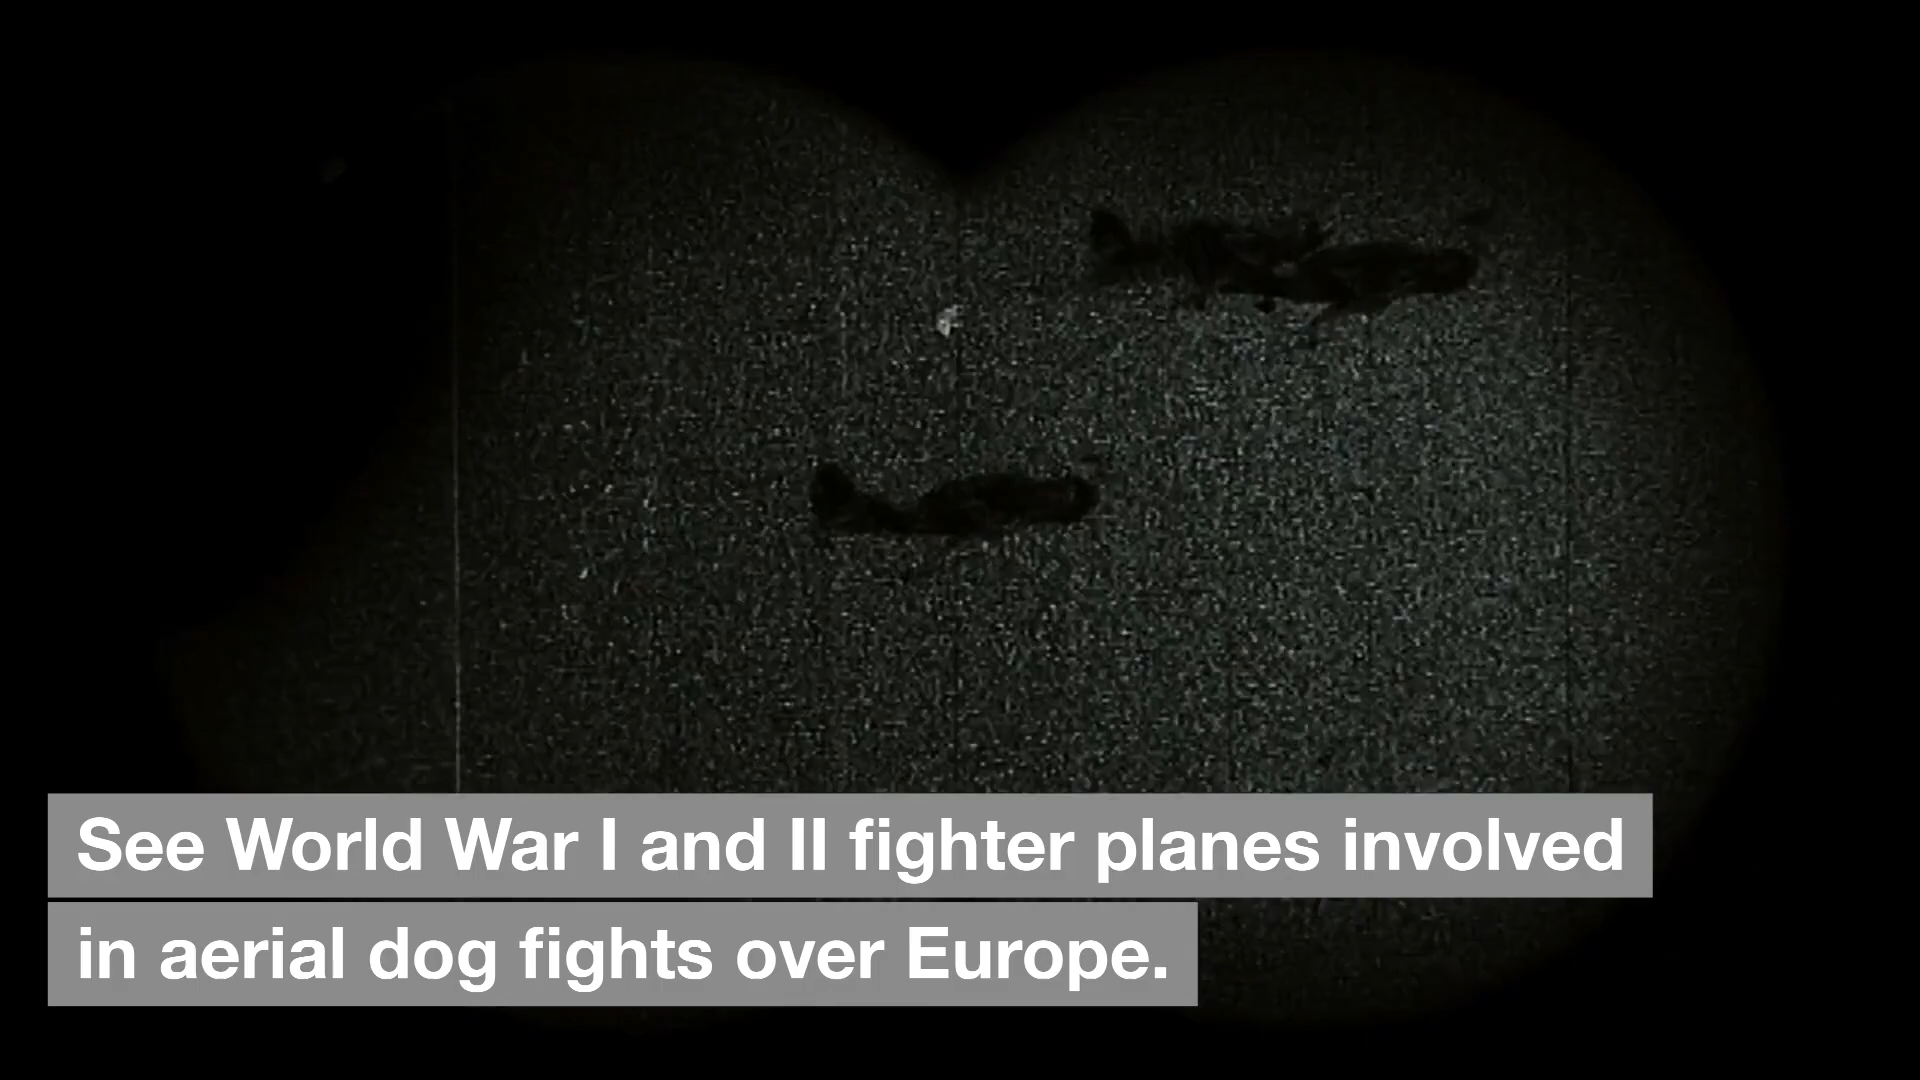 See World War I and II fighter planes involved
in aerial dog fights over Europe.